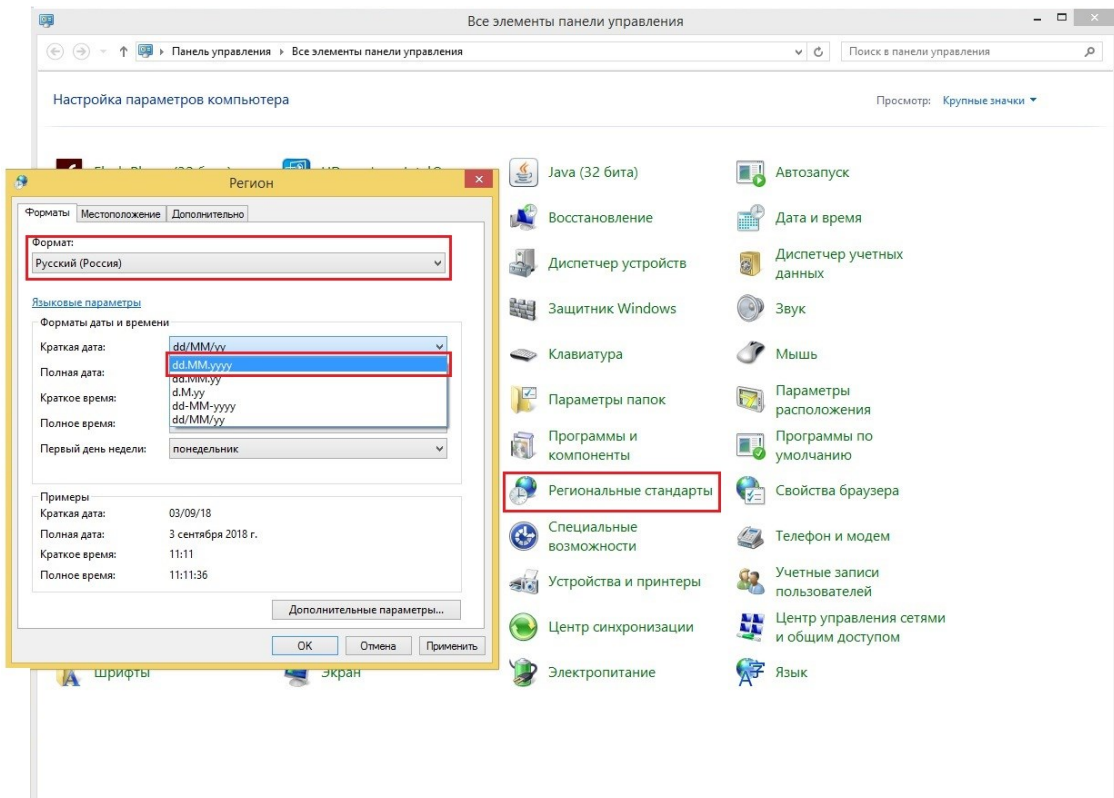 Все элементы панели управления
Панель управления
Все элементы панели управления
Поиск в панели управления
Настройка параметров компьютера
Просмотр: Крупные значки
Java (32 бита)
Автозапуск
Восстановление
Дата и время
Диспетчер устройств
Диспетчер учетных
данных
Защитник Windows
Звук
Клавиатура
Мышь
Параметры папок
Параметры
расположения
Программы и
компоненты
Программы по
умолчанию
Региональные стандарты
Свойства браузера
Специальные
возможности
Телефон и модем
Устройства и принтеры
Учетные записи
пользователей
Центр синхронизации
Центр управления сетями
и общим доступом
Шрифты
Экран
Электропитание
Язык
Регион
Форматы
Местоположение
Дополнительно
Формат:
Русский (Россия)
Языковые параметры
Форматы даты и времени
Краткая дата:
dd/MM/yy
dd.MM.yyyy
dd.MM.yy
d.M.yy
dd-MM-yyyy
dd/MM/yy
Полная дата:
Краткое время:
Полное время:
Первый день недели:
понедельник
Примеры
Краткая дата: 03/09/18
Полная дата: 3 сентября 2018 г.
Краткое время: 11:11
Полное время: 11:11:36
Дополнительные параметры...
OK
Отмена
Применить